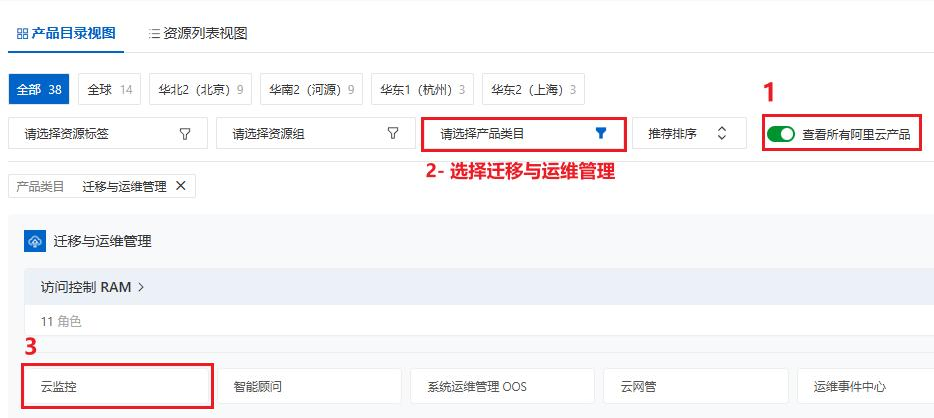 产品目录视图 资源列表视图
全部 38 全球 14 华北2（北京）9 华南2（河源）9 华东1（杭州）3 华东2（上海）3
1
请选择资源标签 请选择资源组 请选择产品类目 推荐排序 查看所有阿里云产品
2- 选择迁移与运维管理
产品类目 迁移与运维管理
迁移与运维管理
访问控制 RAM
11 角色
3
云监控 智能顾问 系统运维管理 OOS 云网管 运维事件中心